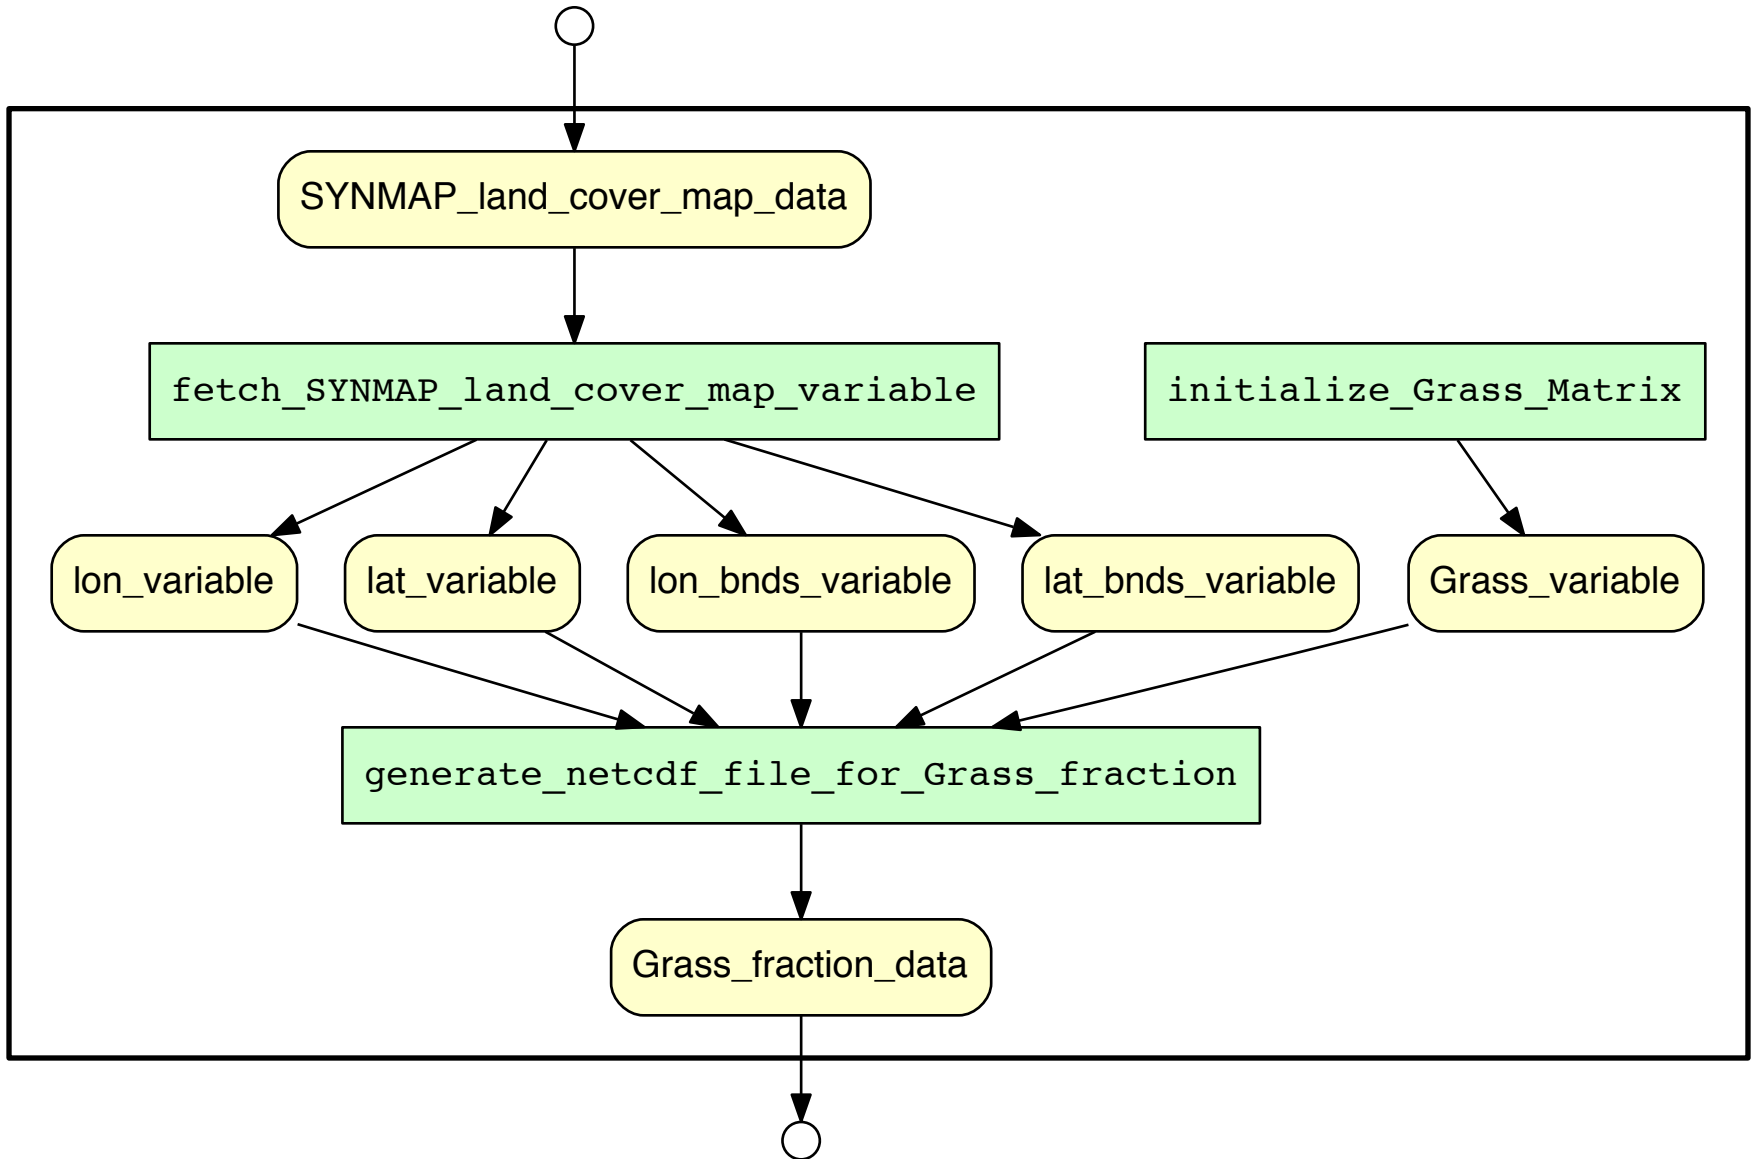 SYNMAP_land_cover_map_data
fetch_SYNMAP_land_cover_map_variable
initialize_Grass_Matrix
lon_variable
lat_variable
lon_bnds_variable
lat_bnds_variable
Grass_variable
generate_netcdf_file_for_Grass_fraction
Grass_fraction_data